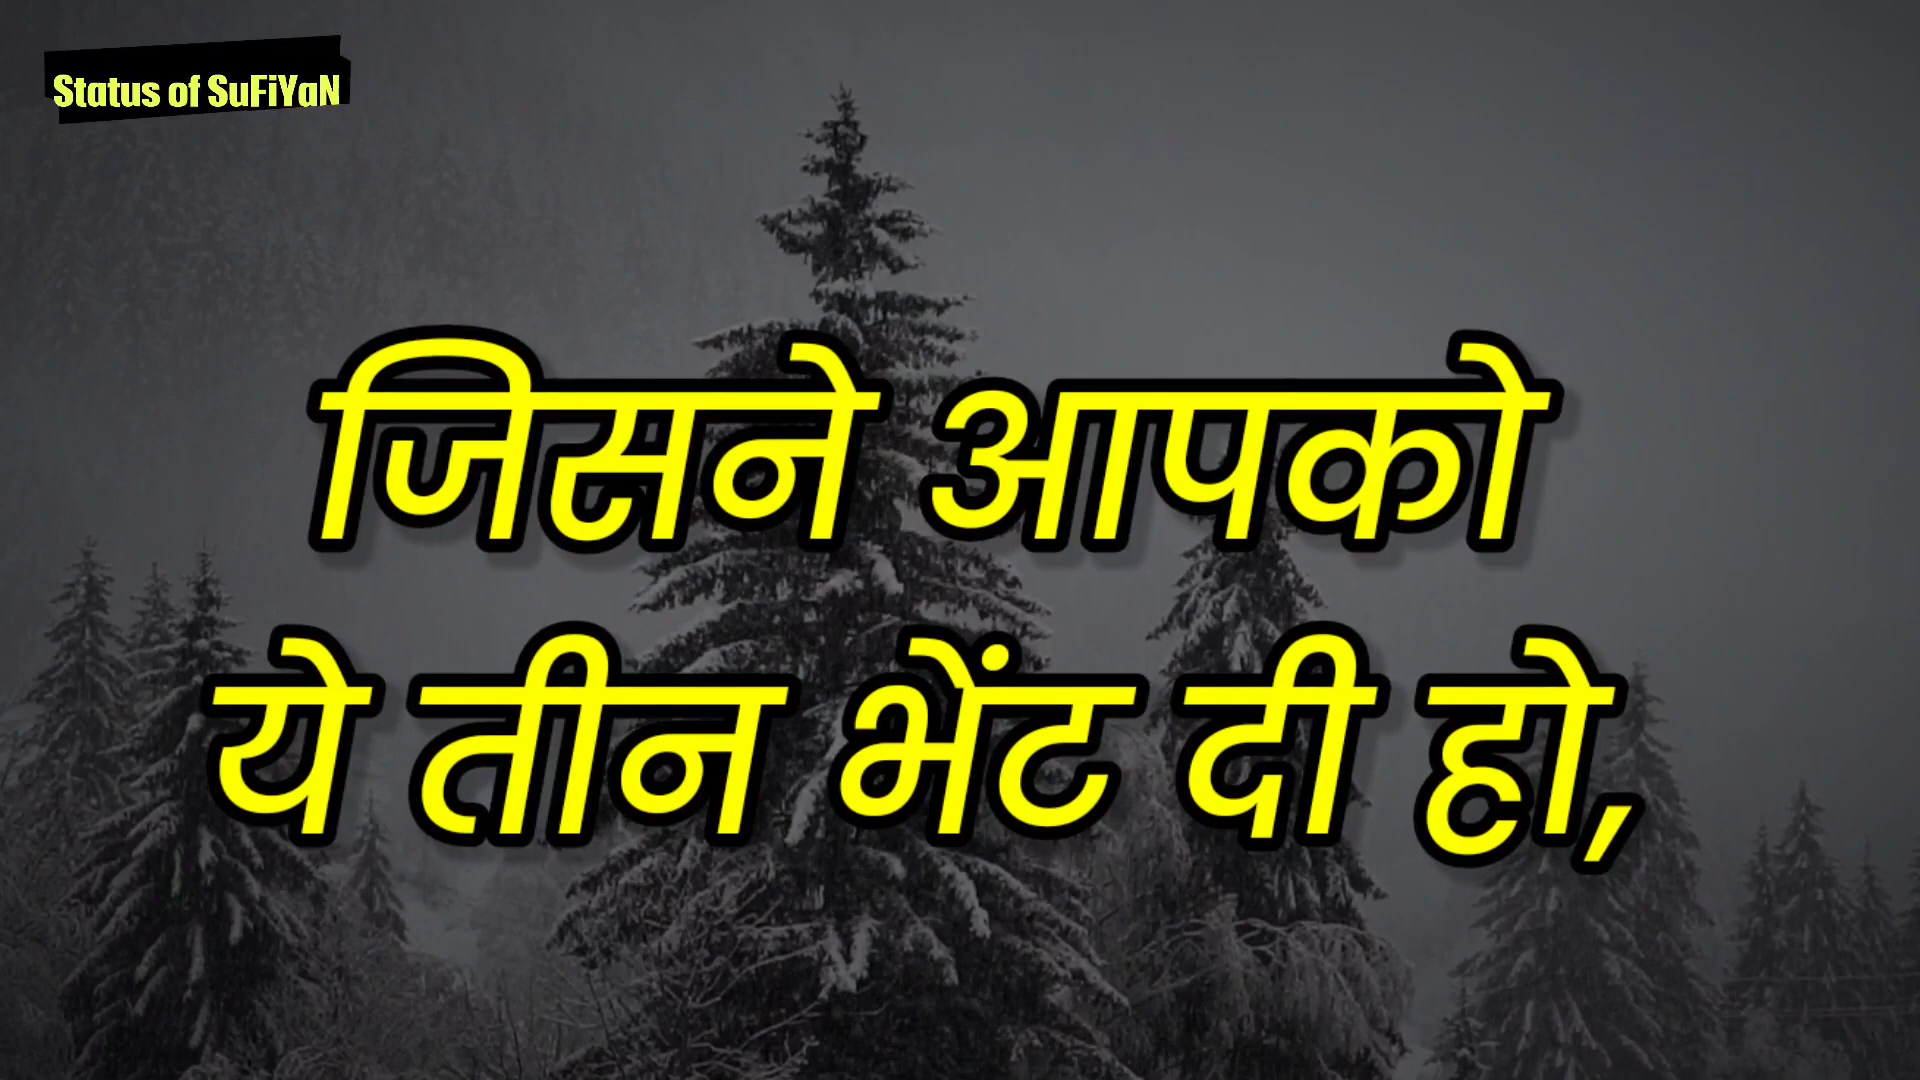 Status of SuFiYaN
जिसने आपको
ये तीन भेंट दी हो,